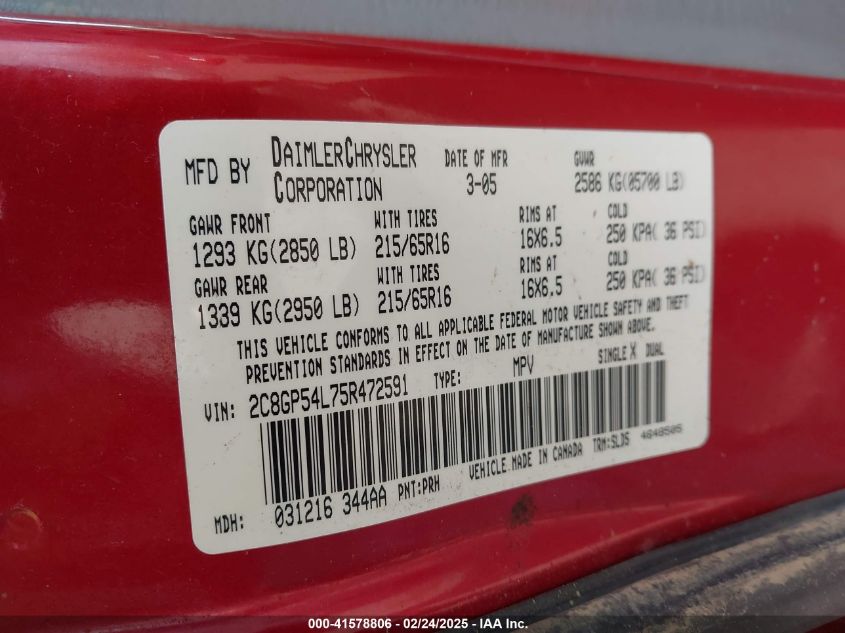 MFD BY DAIMLERCHRYSLER CORPORATION DATE OF MFR 3-05 GVWR 2586 KG(05700 LB)
GAWR FRONT WITH TIRES RIMS AT COLD
1293 KG(2850 LB) 215/65R16 16X6.5 250 KPA( 36 PSI)
GAWR REAR WITH TIRES RIMS AT COLD
1339 KG(2950 LB) 215/65R16 16X6.5 250 KPA( 36 PSI)
THIS VEHICLE CONFORMS TO ALL APPLICABLE FEDERAL MOTOR VEHICLE SAFETY AND THEFT
PREVENTION STANDARDS IN EFFECT ON THE DATE OF MANUFACTURE SHOWN ABOVE.
VIN: 2C8GP54L75R472591 TYPE: MPV SINGLE X DUAL
MDH: 031216 344AA PNT:PRH VEHICLE MADE IN CANADA TRM:SLD5 4648505
000-41578806 • 02/24/2025 • IAA Inc.